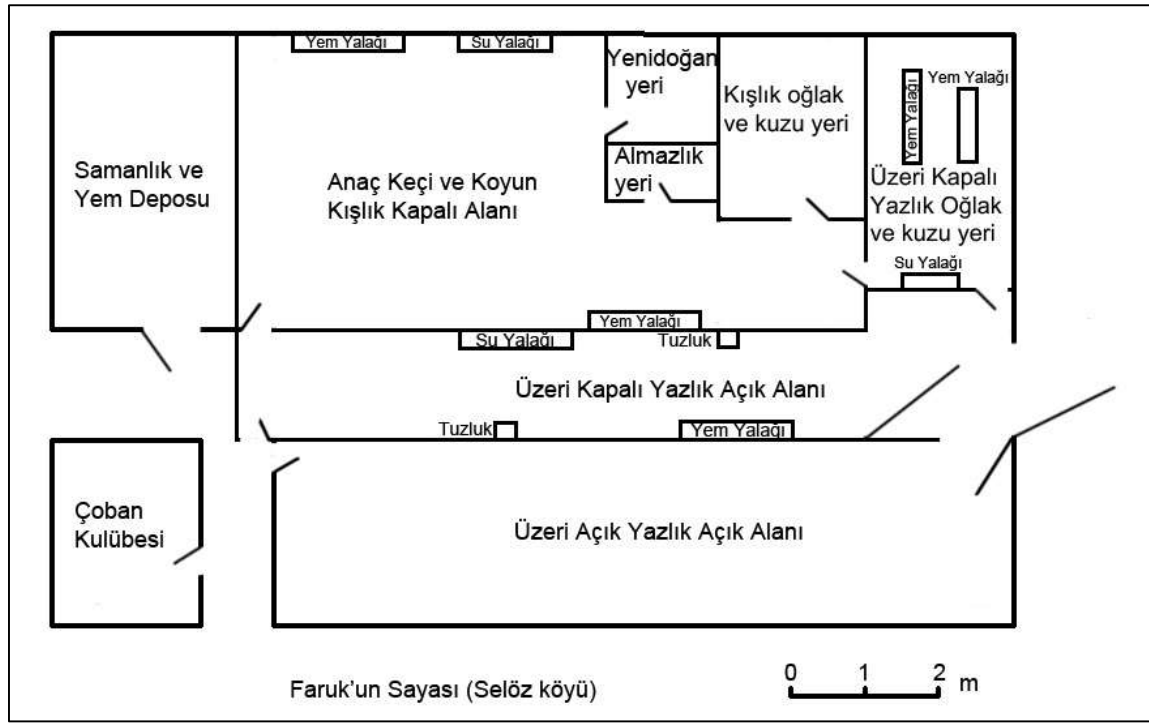 Yem Yalağı
Su Yalağı
Yenidoğan
yeri
Kışlık oğlak
ve kuzu yeri
Yem Yalağı
Yem Yalağı
Samanlık ve
Yem Deposu
Anaç Keçi ve Koyun
Kışlık Kapalı Alanı
Almazlık
yeri
Üzeri Kapalı
Yazlık Oğlak
ve kuzu yeri
Su Yalağı
Yem Yalağı
Su Yalağı
Tuzluk
Üzeri Kapalı Yazlık Açık Alanı
Tuzluk
Yem Yalağı
Çoban
Kulübesi
Üzeri Açık Yazlık Açık Alanı
Faruk'un Sayası (Selöz köyü)
0 1 2 m